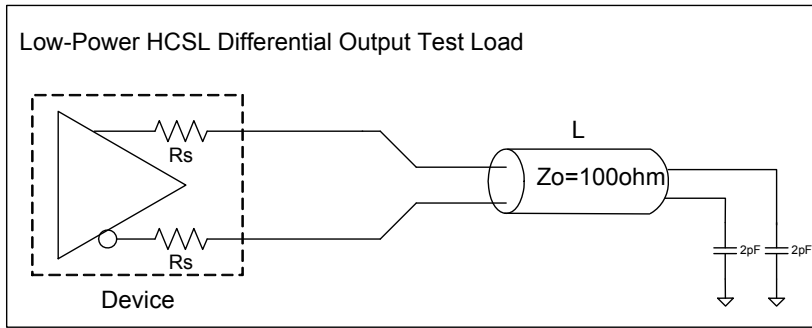 Low-Power HCSL Differential Output Test Load
L
Rs
Zo=100ohm
Rs
2pF
2pF
Device